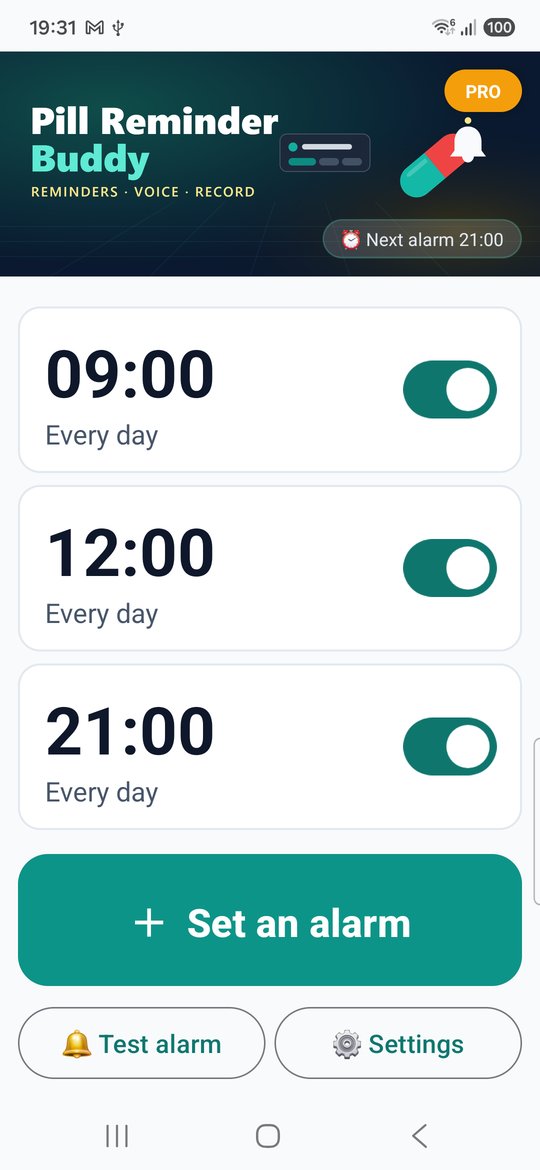 19:31
6
100
PRO
Pill Reminder
Buddy
REMINDERS · VOICE · RECORD
⏰ Next alarm 21:00
09:00
Every day
12:00
Every day
21:00
Every day
+ Set an alarm
🔔 Test alarm
⚙️ Settings